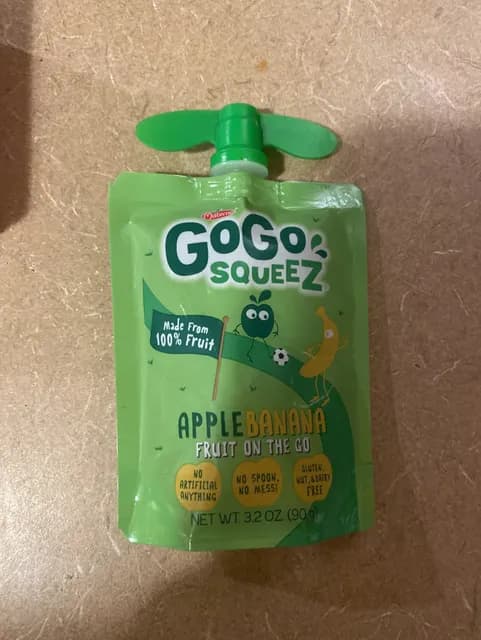 GoGo
SQUEEZ
Made From
100% Fruit
APPLE BANANA
FRUIT ON THE GO
NO
ARTIFICIAL
ANYTHING
NO SPOON,
NO MESS!
GLUTEN,
NUT, & DAIRY
FREE
NET WT 3.2 OZ (90g)